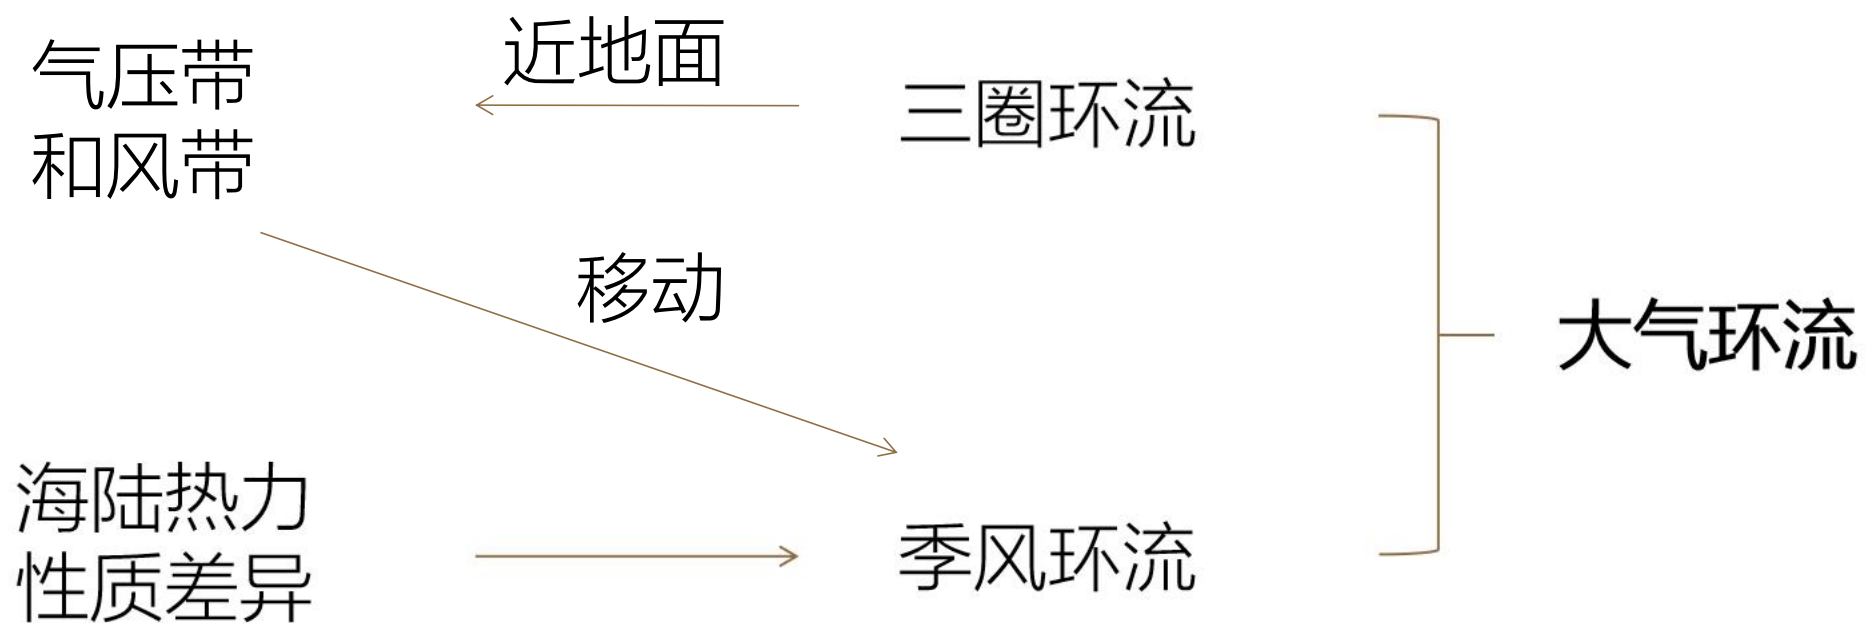 气压带
和风带
近地面
三圈环流
移动
大气环流
海陆热力
性质差异
季风环流